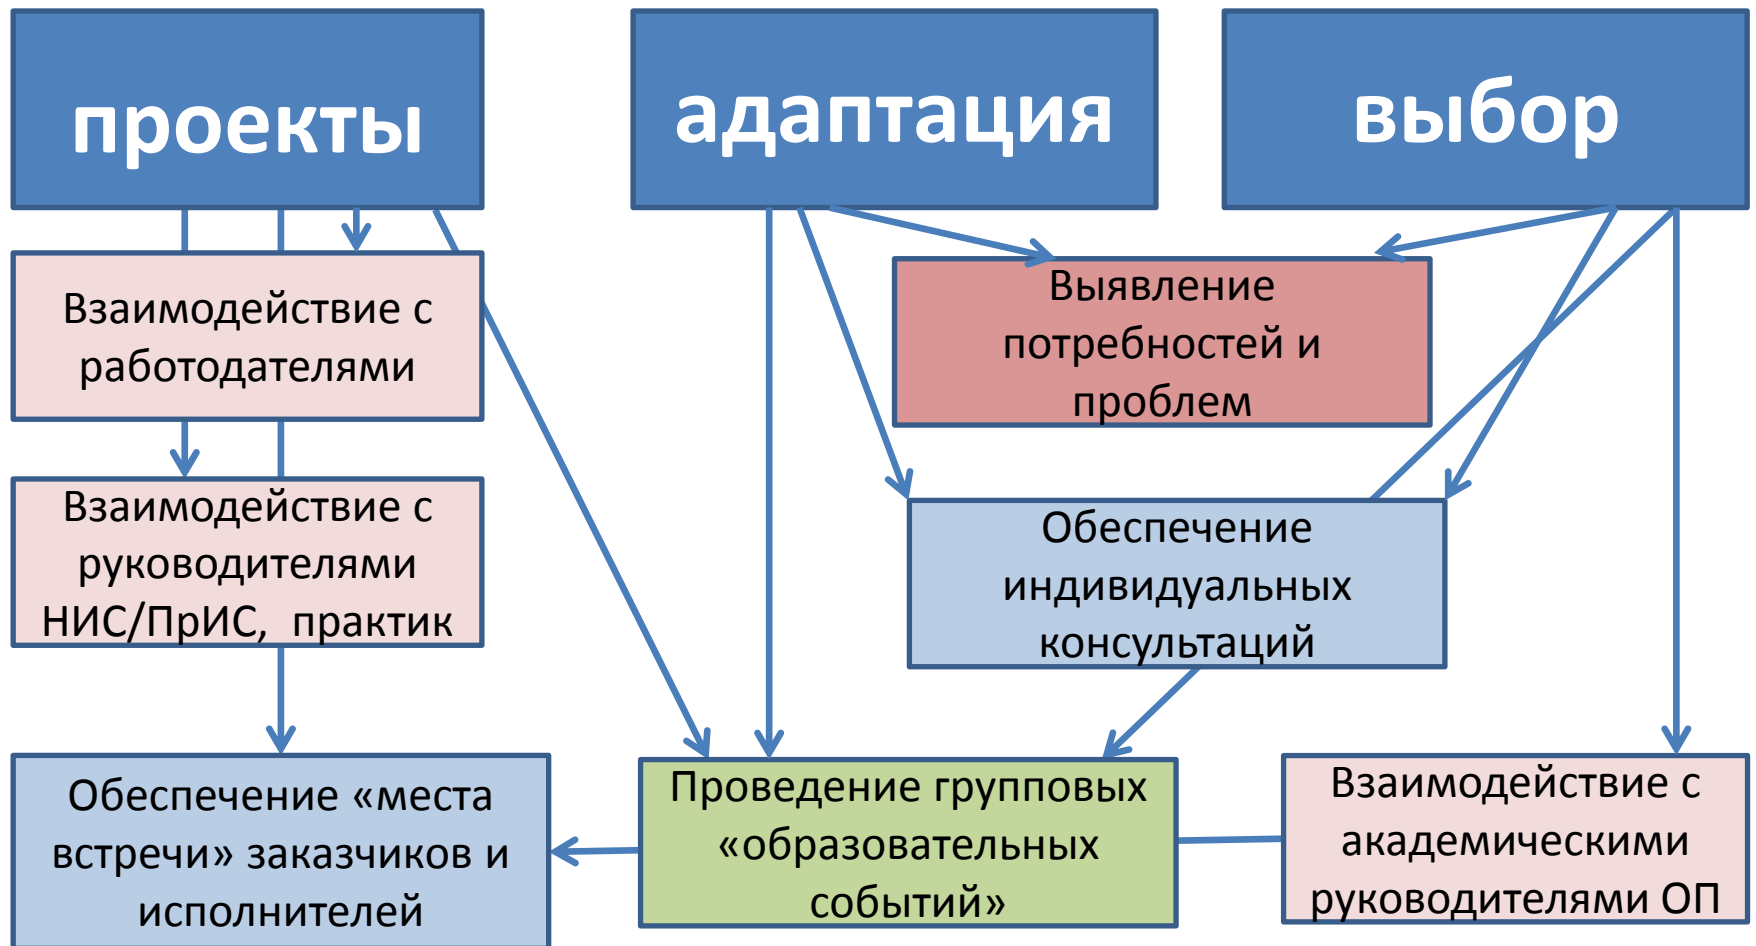 проекты
адаптация
выбор
Взаимодействие с
работодателями
Выявление
потребностей и
проблем
Взаимодействие с
руководителями
НИС/ПрИС, практик
Обеспечение
индивидуальных
консультаций
Обеспечение «места
встречи» заказчиков и
исполнителей
Проведение групповых
«образовательных
событий»
Взаимодействие с
академическими
руководителями ОП